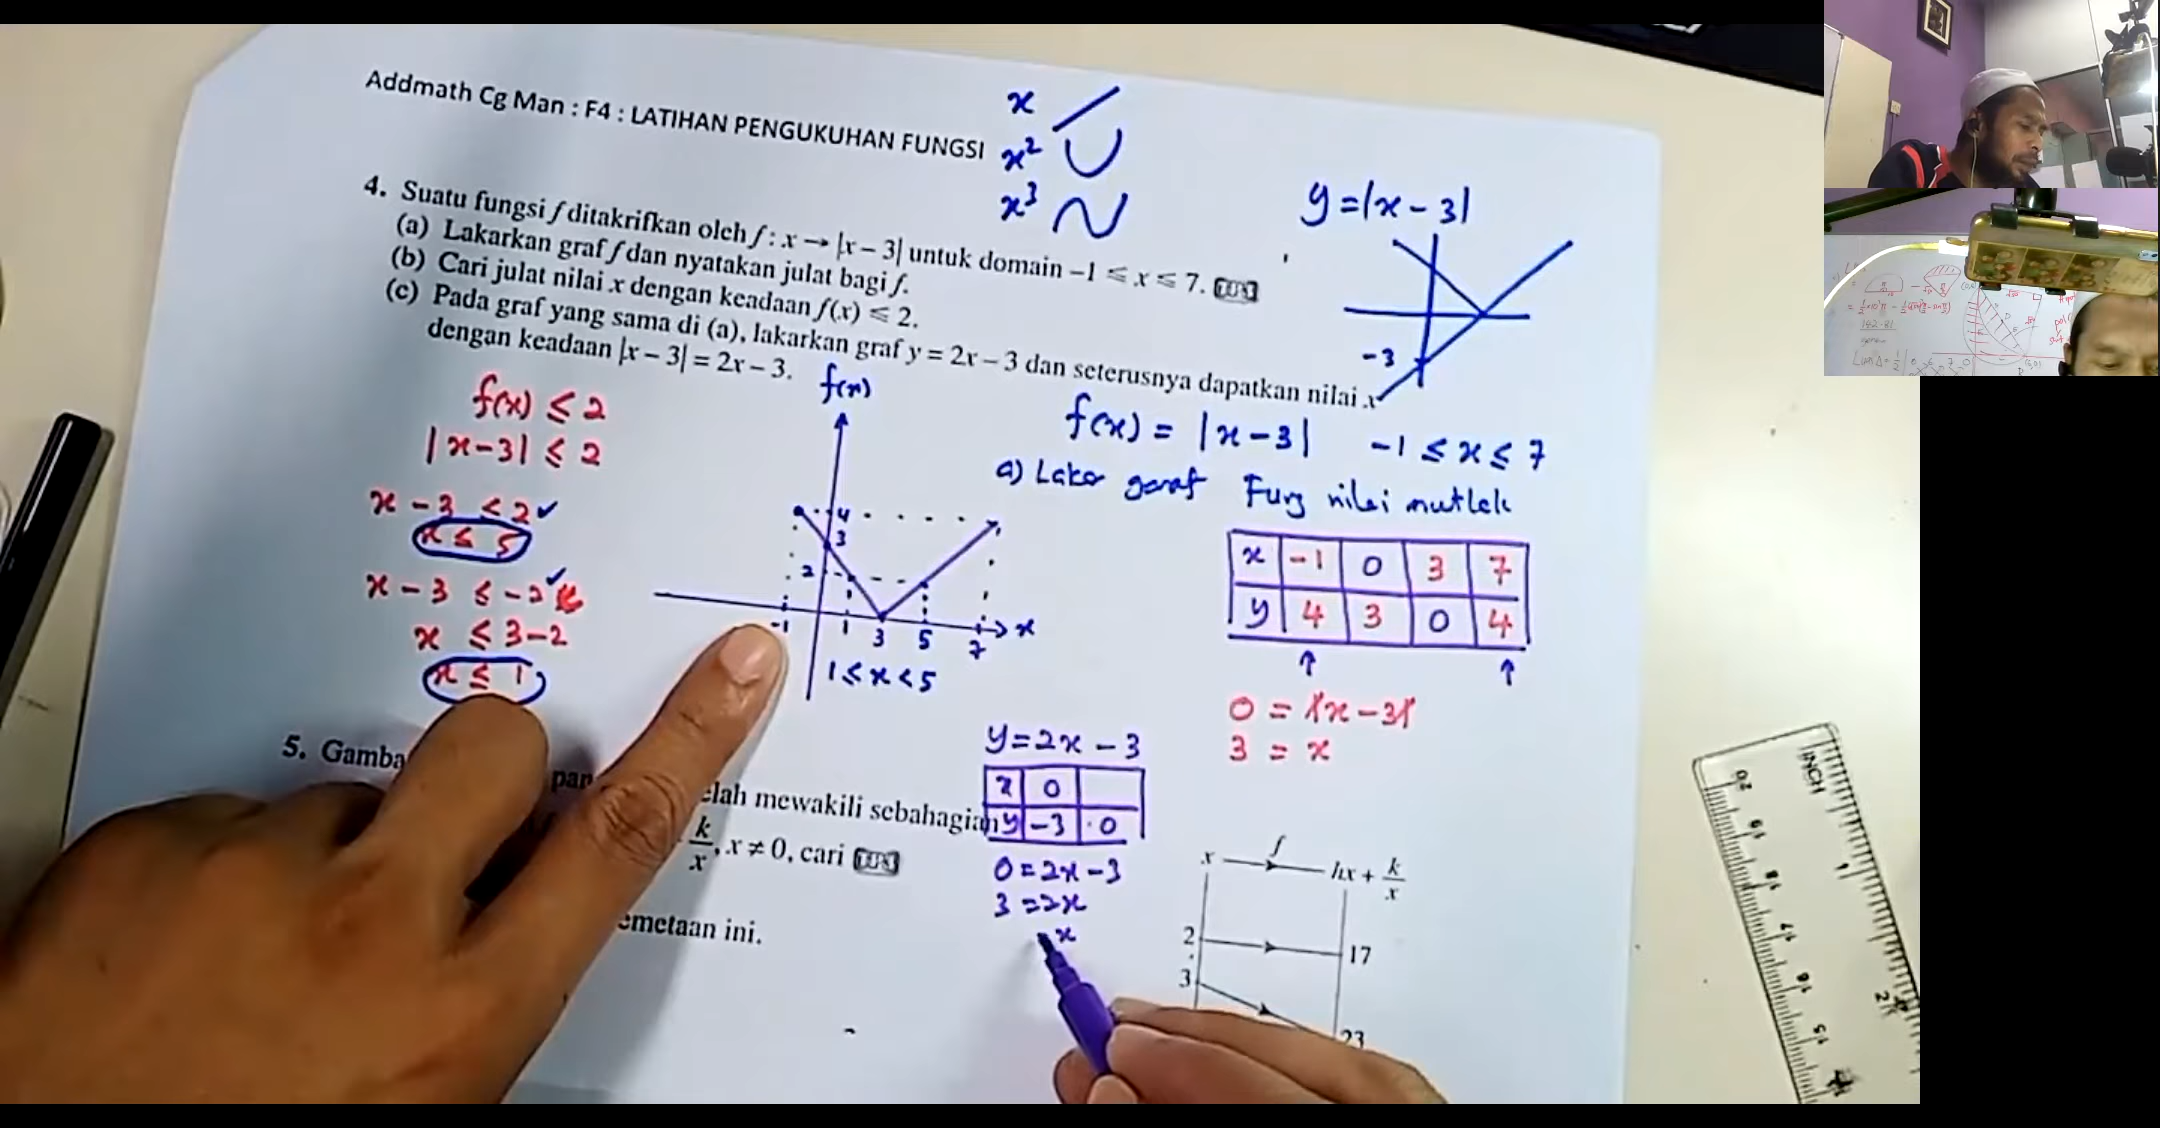 Addmath Cg Man : F4 : LATIHAN PENGUKUHAN FUNGSI
x
x²
x³
4. Suatu fungsi f ditakrifkan oleh f : x → |x – 3| untuk domain –1 ⩽ x ⩽ 7.
(a) Lakarkan graf f dan nyatakan julat bagi f.
(b) Cari julat nilai x dengan keadaan f(x) ⩽ 2.
(c) Pada graf yang sama di (a), lakarkan graf y = 2x – 3 dan seterusnya dapatkan nilai x
dengan keadaan |x – 3| = 2x – 3.
y = |x – 3|
-3
f(x) ≤ 2
|x-3| ≤ 2
x - 3 ≤ 2
x ≤ 5
x - 3 ≤ -2
x ≤ 3-2
x ≤ 1
f(x)
4
3
2
-1 1 3 5 7 x
1 ≤ x < 5
f(x) = |x-3| -1 ≤ x ≤ 7
a) Lakar graf Fung nilai mutlak
x -1 0 3 7
y 4 3 0 4
0 = |x-3|
3 = x
y = 2x - 3
x 0
y -3 0
0 = 2x - 3
3 = 2x
x
5. Gamba
elah mewakili sebahagian
k/x, x ≠ 0, cari
emetaan ini.
x f hx + k/x
2 17
3 23
INCH